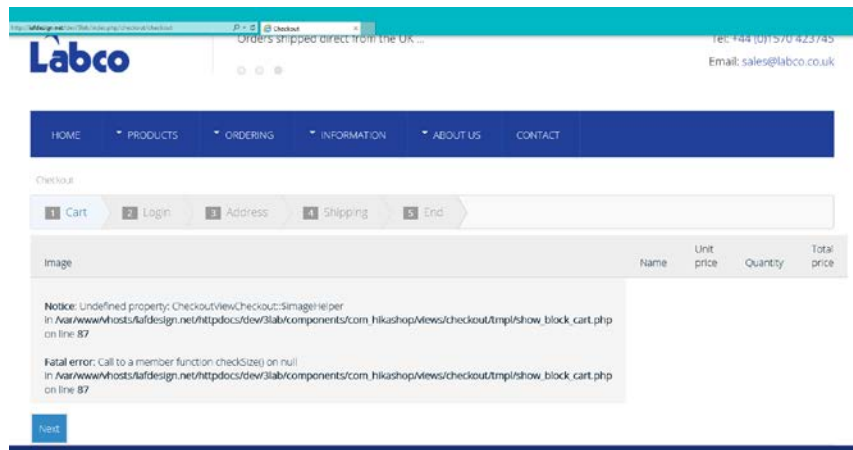 Checkout
Labco
Orders shipped direct from the UK ...
Tel: +44 (0)1570 423745
Email: sales@labco.co.uk
HOME PRODUCTS ORDERING INFORMATION ABOUT US CONTACT
Checkout
1 Cart 2 Login 3 Address 4 Shipping 5 End
Image Name Unit price Quantity Total price
Notice: Undefined property: CheckoutViewCheckout::$imageHelper
in /var/www/vhosts/lafdesign.net/httpdocs/dev/3lab/components/com_hikashop/views/checkout/tmpl/show_block_cart.php
on line 87
Fatal error: Call to a member function checkSize() on null
in /var/www/vhosts/lafdesign.net/httpdocs/dev/3lab/components/com_hikashop/views/checkout/tmpl/show_block_cart.php
on line 87
Next